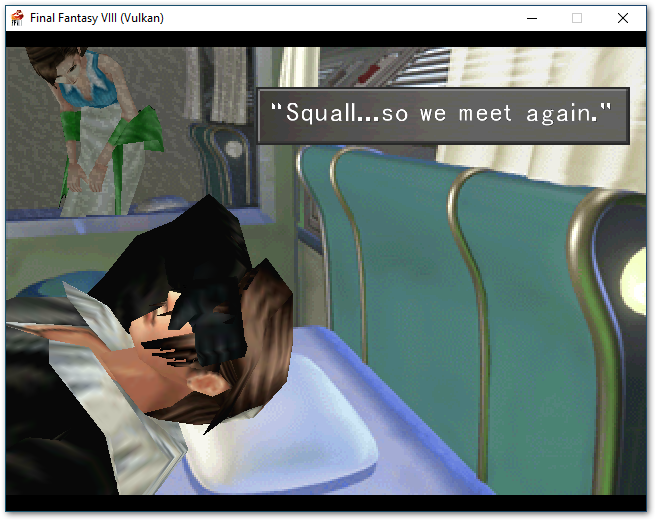 Final Fantasy VIII (Vulkan)
“Squall...so we meet again.“